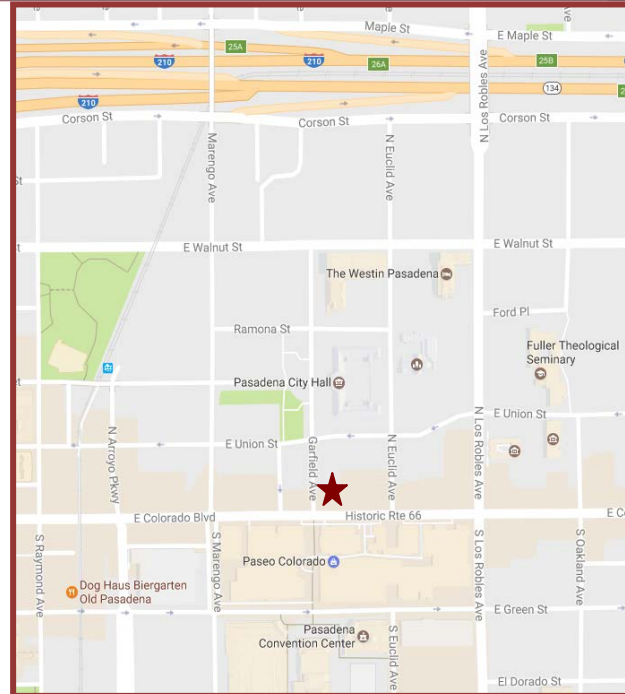 Maple St
E Maple St
25A
210
210
26A
25B
134
210
Corson St
Corson St
Corson St
N Los Robles Ave
Marengo Ave
N Euclid Ave
E Walnut St
E Walnut St
The Westin Pasadena
Ford Pl
Ramona St
Fuller Theological
Seminary
Pasadena City Hall
E Union St
E Union St
N Arroyo Pkwy
Garfield Ave
N Euclid Ave
N Los Robles Ave
E Colorado Blvd
Historic Rte 66
S Raymond Ave
S Marengo Ave
S Los Robles Ave
S Oakland Ave
Paseo Colorado
Dog Haus Biergarten
Old Pasadena
E Green St
Pasadena
Convention Center
S Euclid Ave
El Dorado St